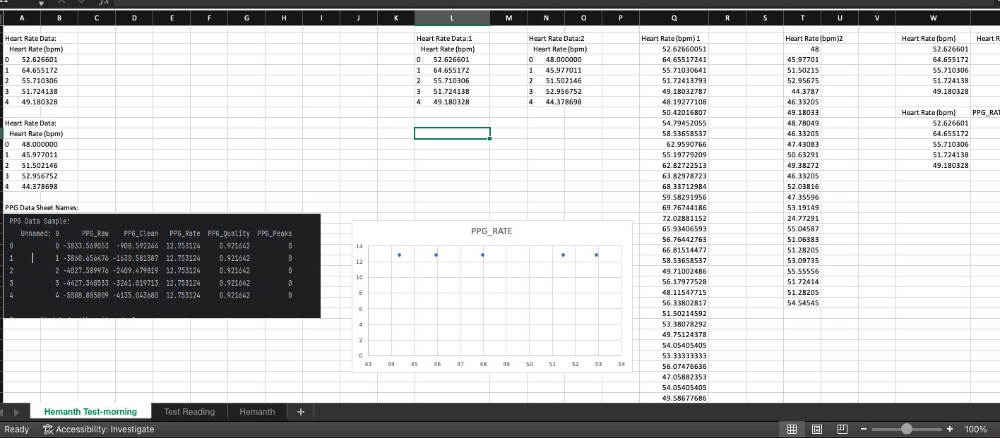 A B C D E F G H I J K L M N O P Q R S T U V W
Heart Rate Data: Heart Rate Data:1 Heart Rate Data:2 Heart Rate (bpm) 1 Heart Rate (bpm)2 Heart Rate (bpm) Heart R
Heart Rate (bpm) Heart Rate (bpm) Heart Rate (bpm) 52.62660051 48 52.626601
0 52.626601 0 52.626601 0 48.000000 64.65517241 45.97701 64.655172
1 64.655172 1 64.655172 1 45.977011 55.71030641 51.50215 55.710306
2 55.710306 2 55.710306 2 51.502146 51.72413793 52.95675 51.724138
3 51.724138 3 51.724138 3 52.956752 49.18032787 44.3787 49.180328
4 49.180328 4 49.180328 4 44.378698 48.19277108 46.33205
50.42016807 49.18033 Heart Rate (bpm) PPG_RAT
Heart Rate Data: 54.79452055 48.78049 52.626601
Heart Rate (bpm) 58.53658537 46.33205 64.655172
0 48.000000 62.9590766 47.43083 55.710306
1 45.977011 55.19779209 50.63291 51.724138
2 51.502146 62.82722513 49.38272 49.180328
3 52.956752 63.82978723 46.33205
4 44.378698 68.33712984 52.03816
59.58291956 47.35596
PPG Data Sheet Names: 69.76744186 53.19149
72.02881152 24.77291
65.93406593 55.04587
56.76442763 51.06383
66.81514477 51.28205
58.53658537 53.09735
49.71002486 55.55556
56.17977528 51.72414
48.11547715 51.28205
56.33802817 54.54545
51.50214592
53.38078292
49.75124378
54.05405405
53.33333333
56.07476636
47.05882353
54.05405405
49.58677686
PPG Data Sample:
Unnamed: 0 PPG_Raw PPG_Clean PPG_Rate PPG_Quality PPG_Peaks
0 0 -3833.569053 -908.592244 12.753124 0.921642 0
1 1 -3860.656476 -1630.581387 12.753124 0.921642 0
2 2 -4027.589976 -2409.479819 12.753124 0.921642 0
3 3 -4427.340533 -3261.019713 12.753124 0.921642 0
4 4 -5088.885809 -4135.043680 12.753124 0.921642 0
PPG_RATE
14
12
10
8
6
4
2
0
43 44 45 46 47 48 49 50 51 52 53 54
Hemanth Test-morning Test Reading Hemanth +
Ready Accessibility: Investigate − + 100%